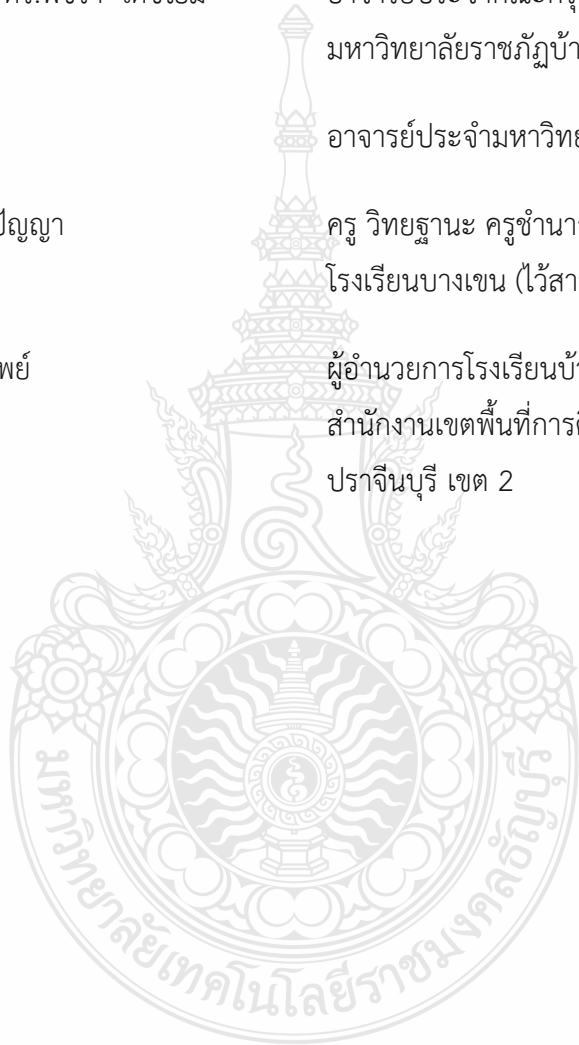 มหาวิทยาลัยราชภัฏบ้า
อาจารย์ประจำมหาวิทย
ปัญญา ครู วิทยฐานะ ครูชำนา
โรงเรียนบางเขน (ไว้สา
พย์ ผู้อำนวยการโรงเรียนบ้า
สำนักงานเขตพื้นที่การ
ปราจีนบุรี เขต 2
มหาวิทยาลัยเทคโนโลยีราชมงคลธัญบุรี